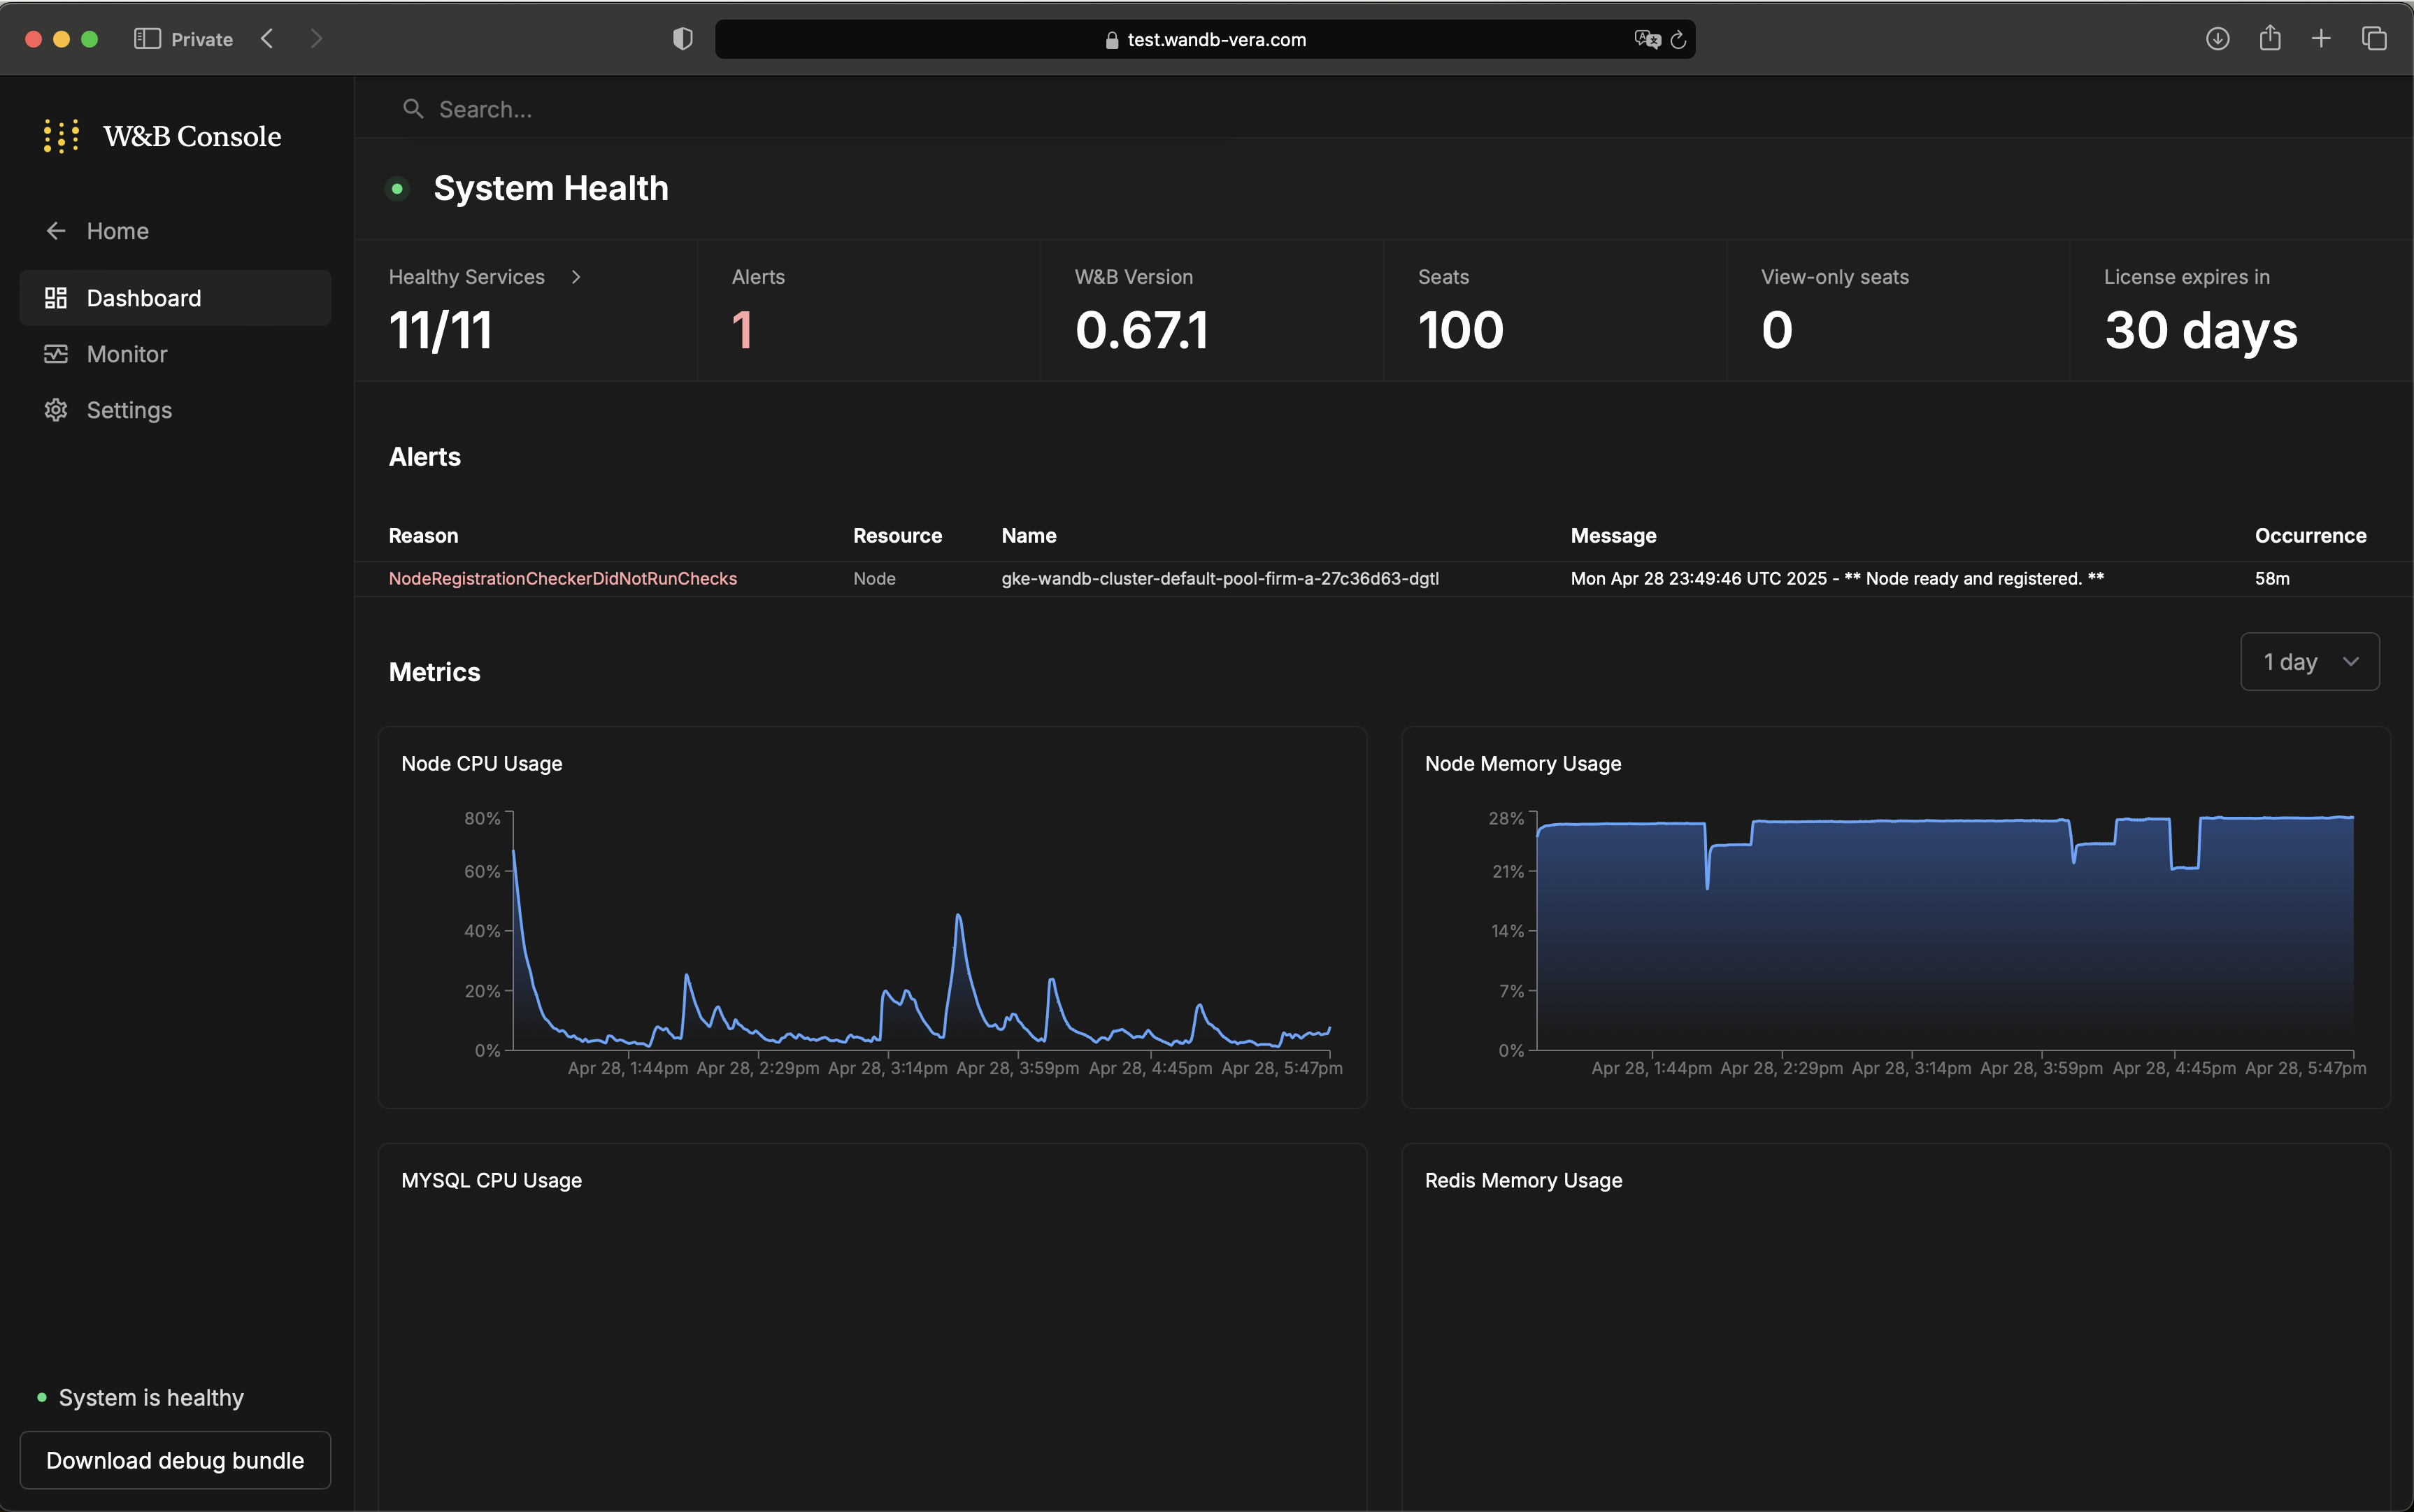 Private
test.wandb-vera.com
W&B Console
Home
Dashboard
Monitor
Settings
System is healthy
Download debug bundle
Search...
System Health
Healthy Services
11/11
Alerts
1
W&B Version
0.67.1
Seats
100
View-only seats
0
License expires in
30 days
Alerts
Reason Resource Name Message Occurrence
NodeRegistrationCheckerDidNotRunChecks Node gke-wandb-cluster-default-pool-firm-a-27c36d63-dgtl Mon Apr 28 23:49:46 UTC 2025 - ** Node ready and registered. ** 58m
Metrics
1 day
Node CPU Usage
80%
60%
40%
20%
0%
Apr 28, 1:44pm Apr 28, 2:29pm Apr 28, 3:14pm Apr 28, 3:59pm Apr 28, 4:45pm Apr 28, 5:47pm
Node Memory Usage
28%
21%
14%
7%
0%
Apr 28, 1:44pm Apr 28, 2:29pm Apr 28, 3:14pm Apr 28, 3:59pm Apr 28, 4:45pm Apr 28, 5:47pm
MYSQL CPU Usage
Redis Memory Usage